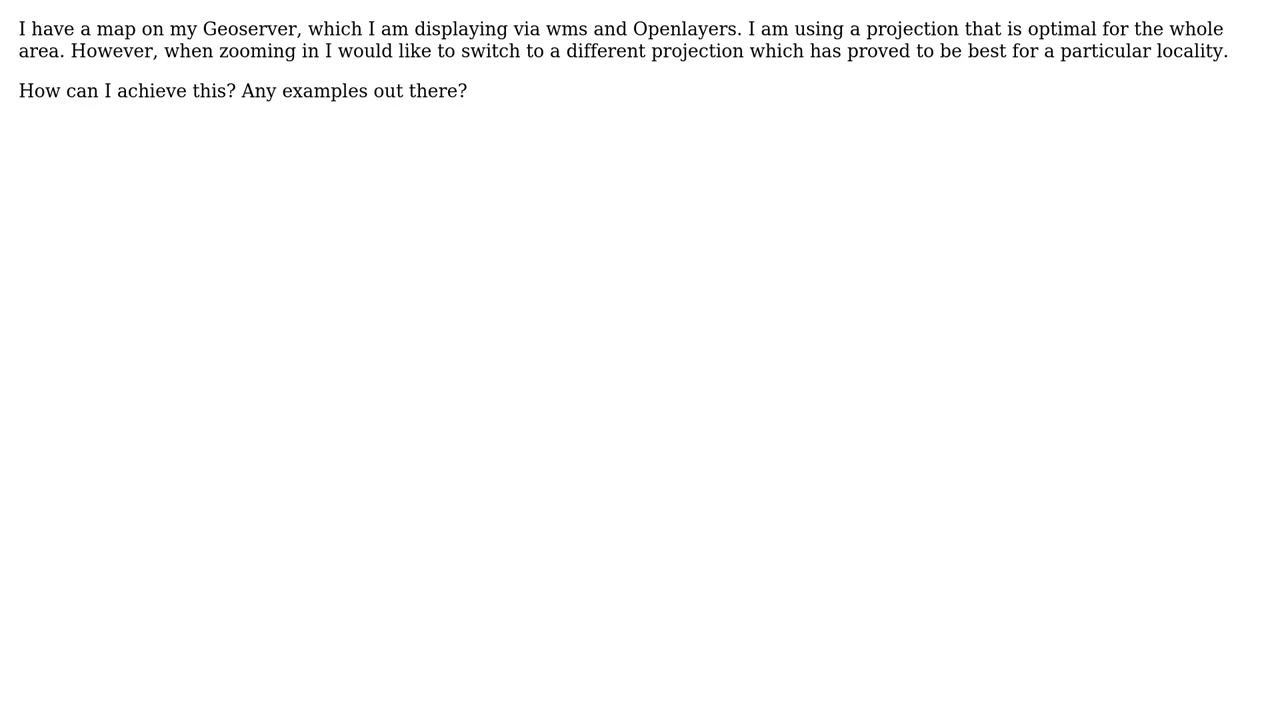 I have a map on my Geoserver, which I am displaying via wms and Openlayers. I am using a projection that is optimal for the whole
area. However, when zooming in I would like to switch to a different projection which has proved to be best for a particular locality.
How can I achieve this? Any examples out there?